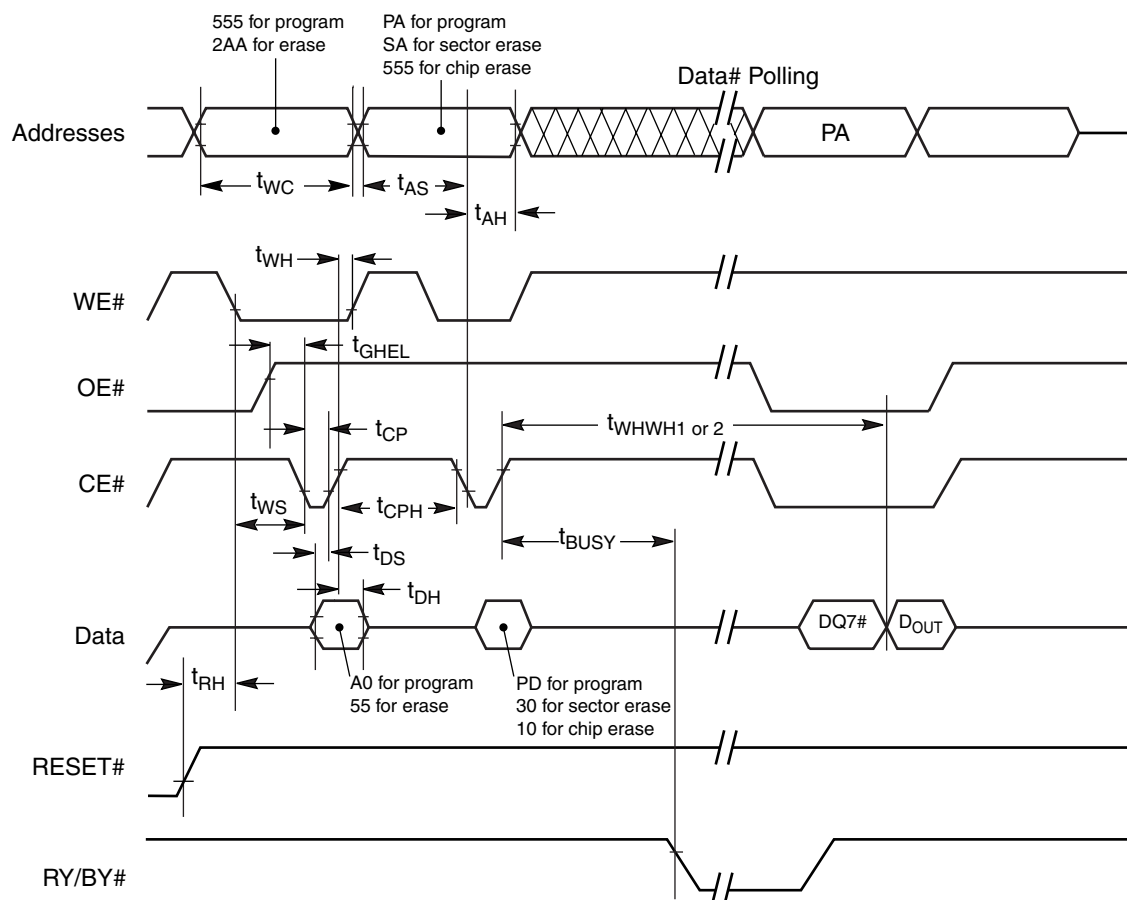 555 for program
2AA for erase
PA for program
SA for sector erase
555 for chip erase
Data# Polling
Addresses
PA
tWC
tAS
tAH
tWH
WE#
tGHEL
OE#
tWHWH1 or 2
tCP
CE#
tWS
tCPH
tBUSY
tDS
tDH
Data
DQ7#
DOUT
tRH
A0 for program
55 for erase
PD for program
30 for sector erase
10 for chip erase
RESET#
RY/BY#